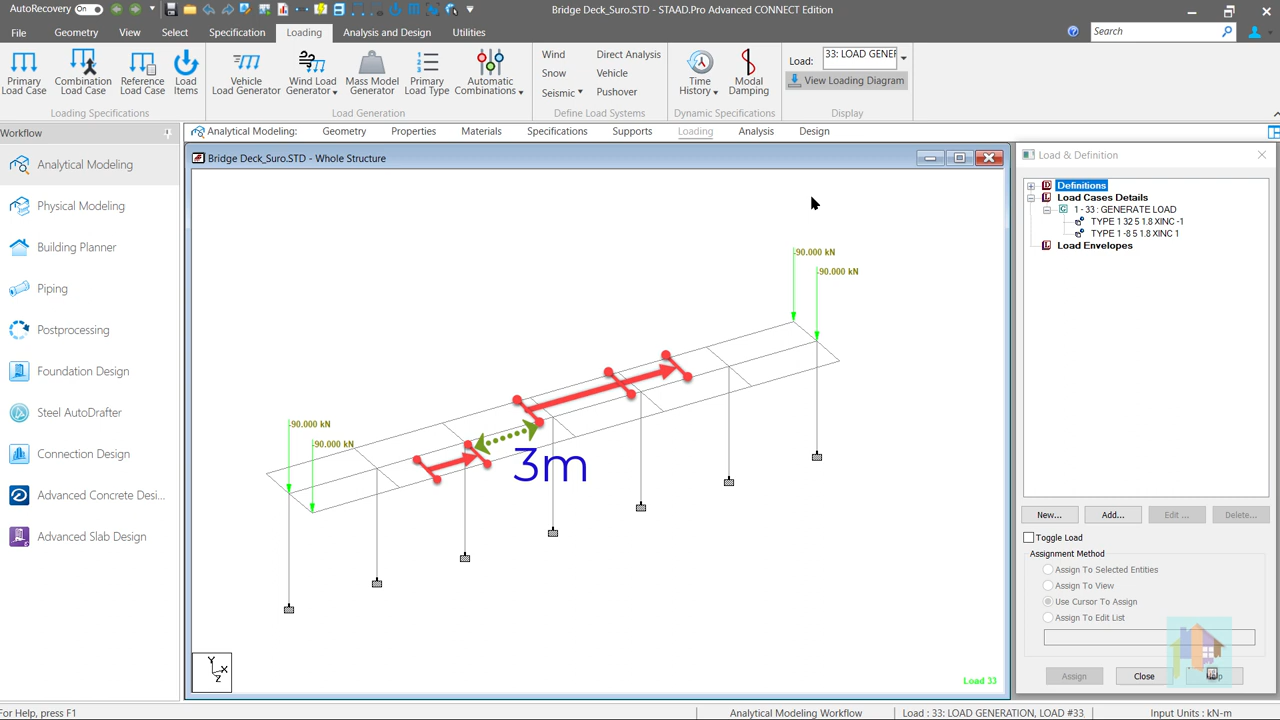 AutoRecovery On
Bridge Deck_Suro.STD - STAAD.Pro Advanced CONNECT Edition
File Geometry View Select Specification Loading Analysis and Design Utilities
Search
Primary Load Case
Combination Load Case
Reference Load Case
Load Items
Loading Specifications
Vehicle Load Generator
Wind Load Generator
Mass Model Generator
Primary Load Type
Automatic Combinations
Load Generation
Wind Direct Analysis
Snow Vehicle
Seismic Pushover
Define Load Systems
Time History
Modal Damping
Dynamic Specifications
Load: 33: LOAD GENER
View Loading Diagram
Display
Workflow
Analytical Modeling
Physical Modeling
Building Planner
Piping
Postprocessing
Foundation Design
Steel AutoDrafter
Connection Design
Advanced Concrete Desi...
Advanced Slab Design
Analytical Modeling: Geometry Properties Materials Specifications Supports Loading Analysis Design
Bridge Deck_Suro.STD - Whole Structure
-90.000 kN
-90.000 kN
-90.000 kN
-90.000 kN
3m
Y
X
Z
Load 33
Load & Definition
Definitions
Load Cases Details
1 - 33 : GENERATE LOAD
TYPE 1 32 5 1.8 XINC -1
TYPE 1 -8 5 1.8 XINC 1
Load Envelopes
New... Add... Edit ... Delete...
Toggle Load
Assignment Method
Assign To Selected Entities
Assign To View
Use Cursor To Assign
Assign To Edit List
Assign Close
For Help, press F1
Analytical Modeling Workflow
Load : 33: LOAD GENERATION, LOAD #33
Input Units : kN-m